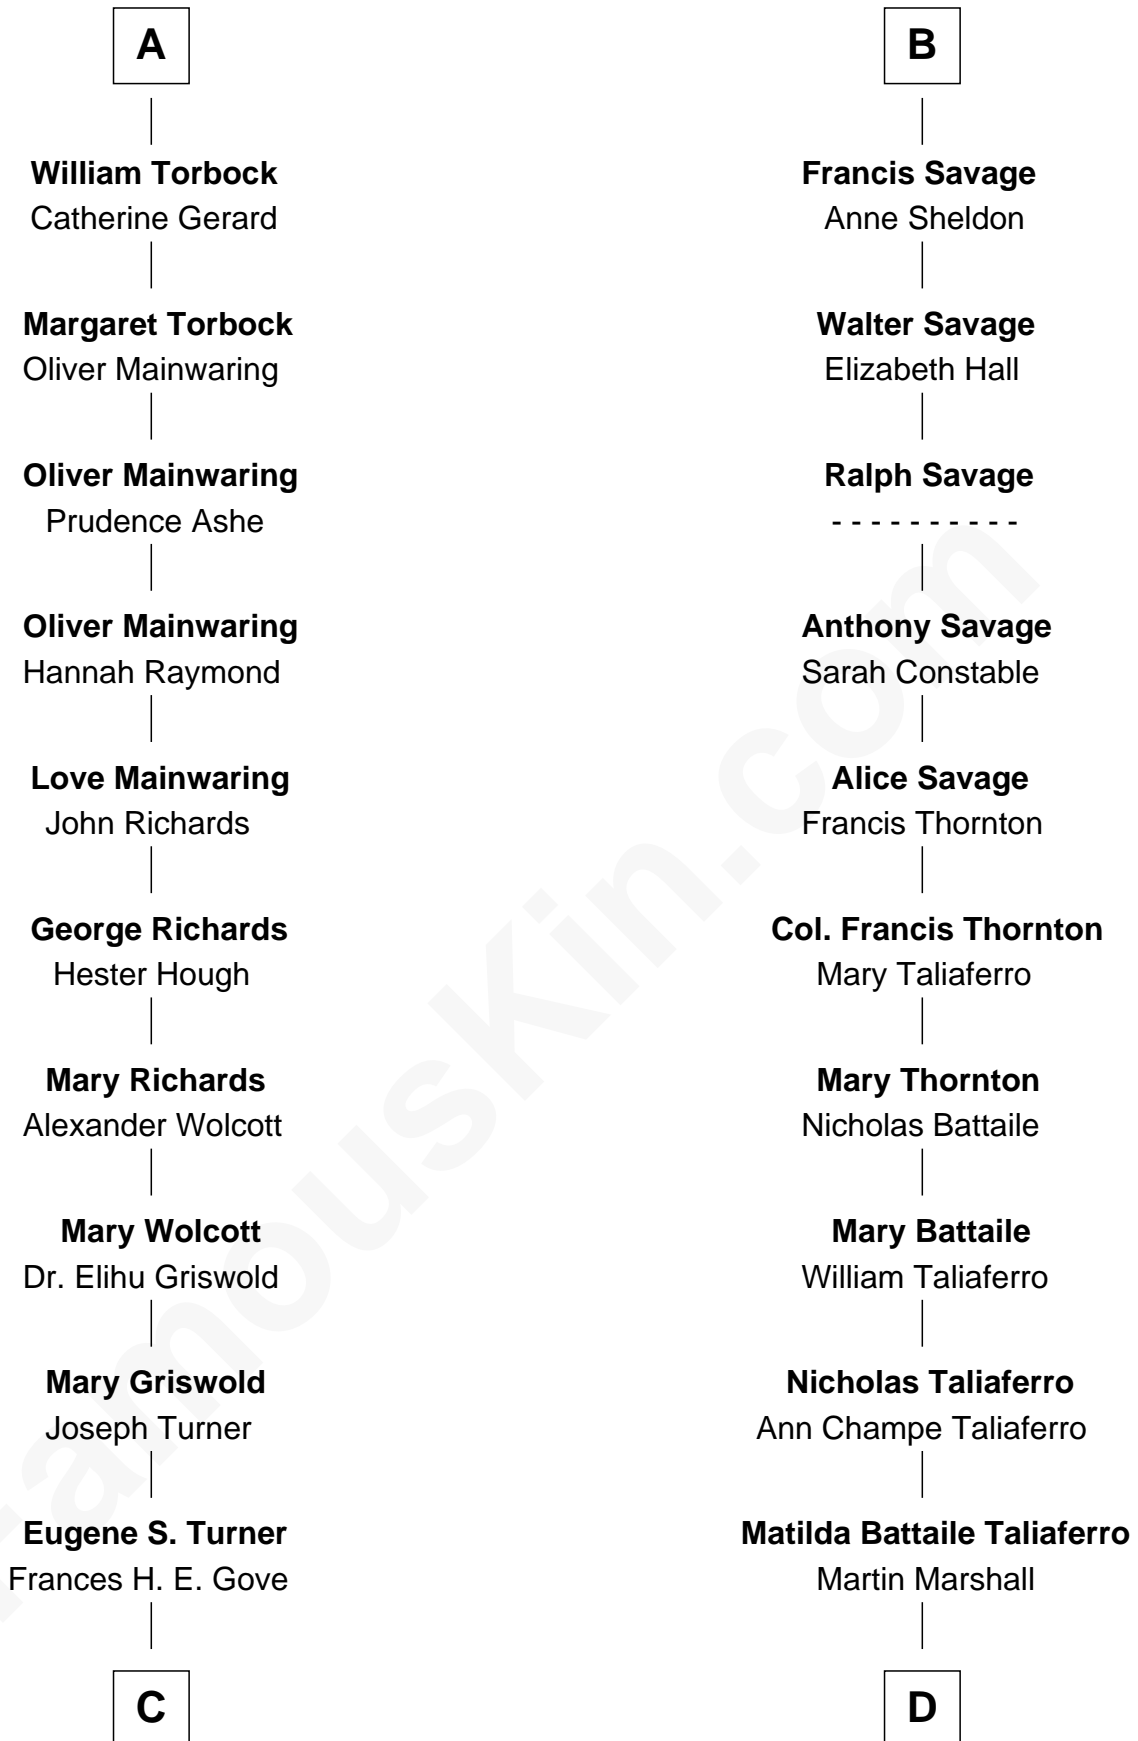 A
William Torbock
Catherine Gerard
Margaret Torbock
Oliver Mainwaring
Oliver Mainwaring
Prudence Ashe
Oliver Mainwaring
Hannah Raymond
Love Mainwaring
John Richards
George Richards
Hester Hough
Mary Richards
Alexander Wolcott
Mary Wolcott
Dr. Elihu Griswold
Mary Griswold
Joseph Turner
Eugene S. Turner
Frances H. E. Gove
C
B
Francis Savage
Anne Sheldon
Walter Savage
Elizabeth Hall
Ralph Savage
- - - - - - - - - -
Anthony Savage
Sarah Constable
Alice Savage
Francis Thornton
Col. Francis Thornton
Mary Taliaferro
Mary Thornton
Nicholas Battaile
Mary Battaile
William Taliaferro
Nicholas Taliaferro
Ann Champe Taliaferro
Matilda Battaile Taliaferro
Martin Marshall
D
FamousKin.com